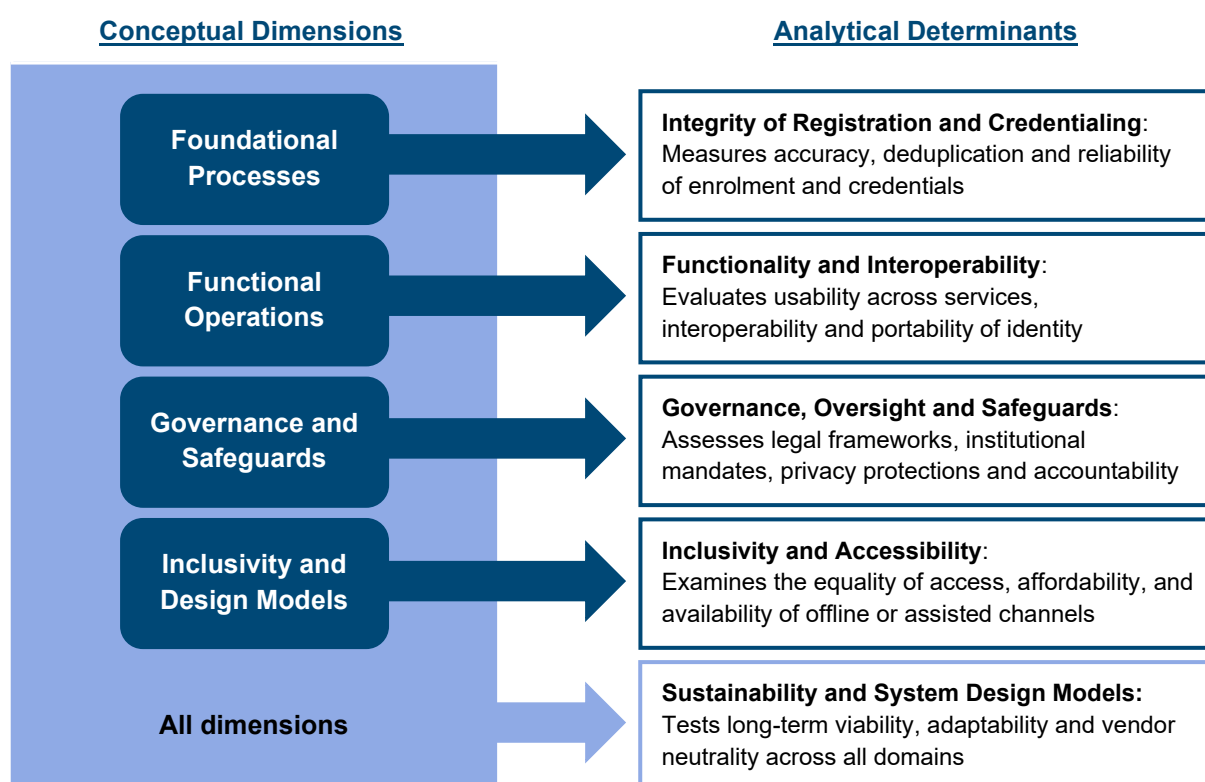 Conceptual Dimensions
Analytical Determinants
Foundational
Processes
Integrity of Registration and Credentialing:
Measures accuracy, deduplication and reliability
of enrolment and credentials
Functional
Operations
Functionality and Interoperability:
Evaluates usability across services,
interoperability and portability of identity
Governance and
Safeguards
Governance, Oversight and Safeguards:
Assesses legal frameworks, institutional
mandates, privacy protections and accountability
Inclusivity and
Design Models
Inclusivity and Accessibility:
Examines the equality of access, affordability, and
availability of offline or assisted channels
All dimensions
Sustainability and System Design Models:
Tests long-term viability, adaptability and vendor
neutrality across all domains